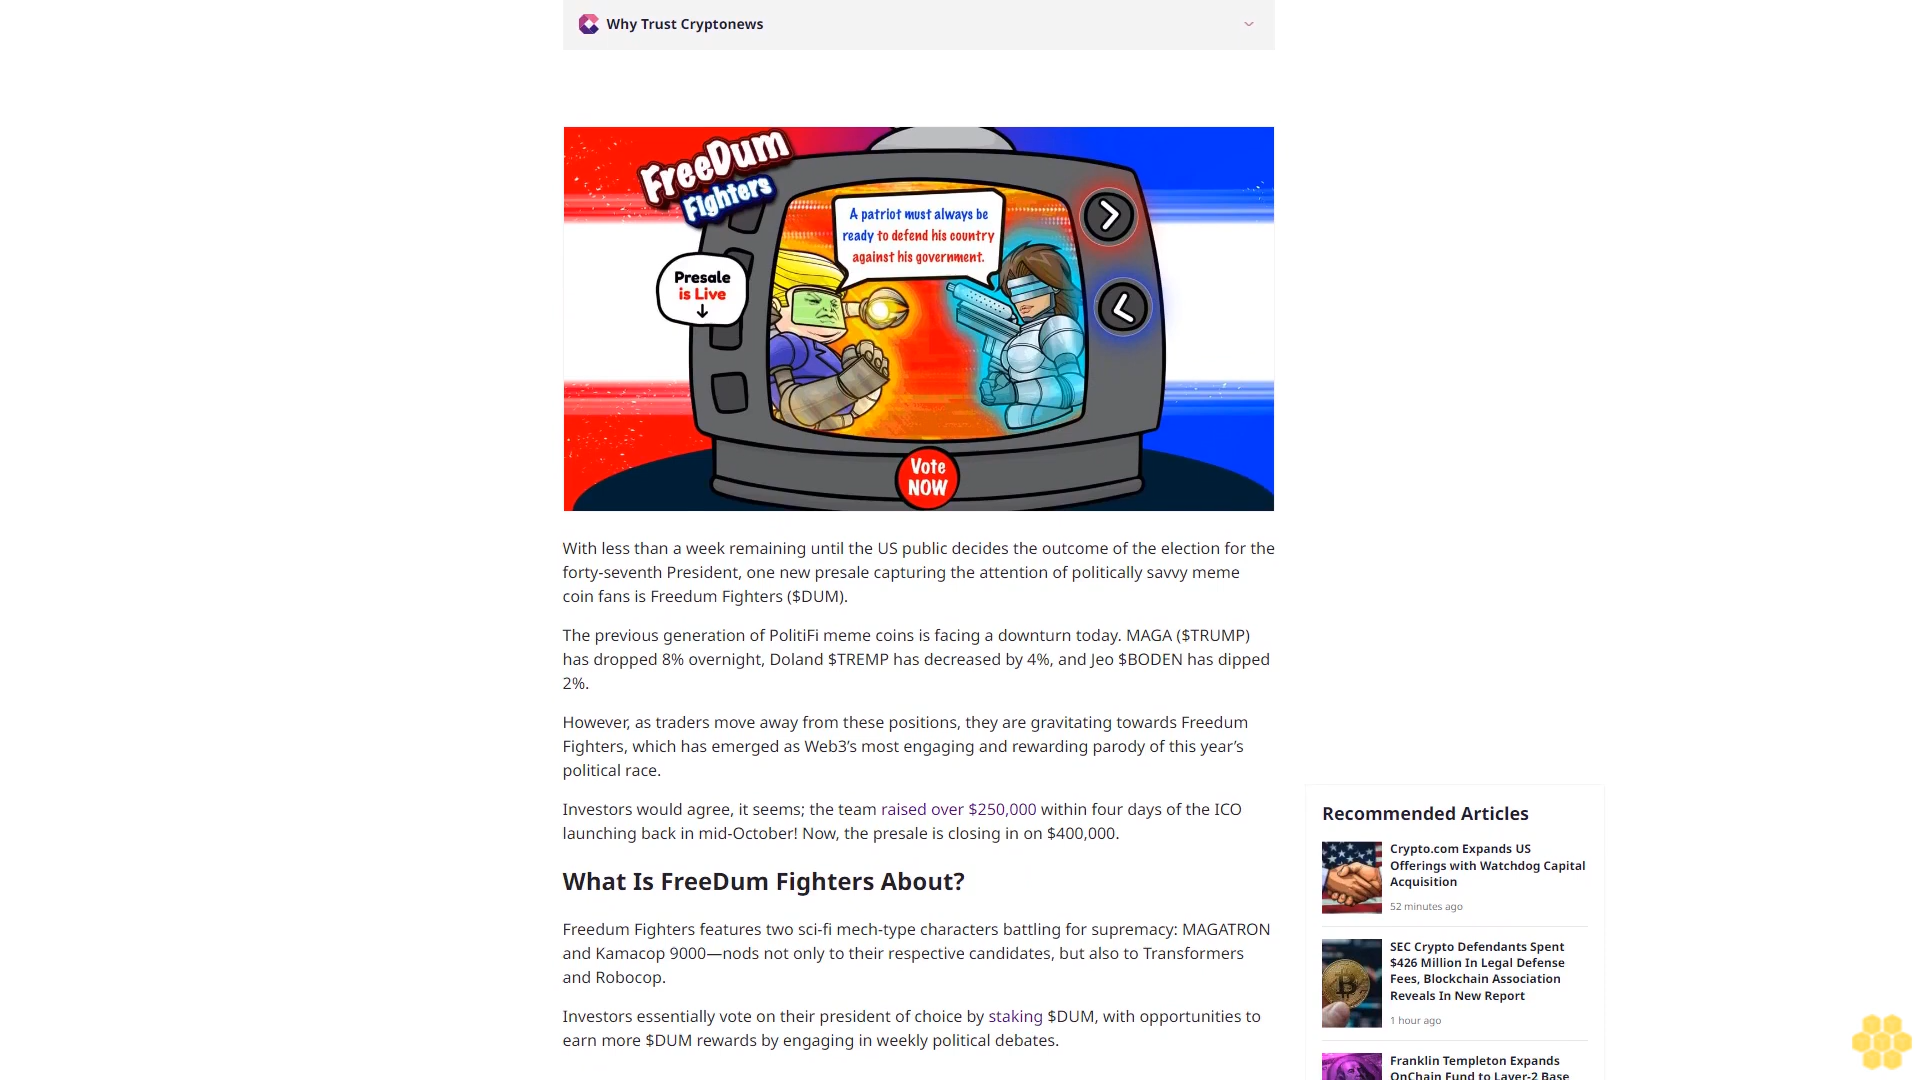 Why Trust Cryptonews
FreeDum
Fighters
A patriot must always be
ready to defend his country
against his government.
Presale
is Live
Vote
NOW
With less than a week remaining until the US public decides the outcome of the election for the
forty-seventh President, one new presale capturing the attention of politically savvy meme
coin fans is Freedum Fighters ($DUM).
The previous generation of PolitiFi meme coins is facing a downturn today. MAGA ($TRUMP)
has dropped 8% overnight, Doland $TREMP has decreased by 4%, and Jeo $BODEN has dipped
2%.
However, as traders move away from these positions, they are gravitating towards Freedum
Fighters, which has emerged as Web3’s most engaging and rewarding parody of this year’s
political race.
Investors would agree, it seems; the team raised over $250,000 within four days of the ICO
launching back in mid-October! Now, the presale is closing in on $400,000.
What Is FreeDum Fighters About?
Freedum Fighters features two sci-fi mech-type characters battling for supremacy: MAGATRON
and Kamacop 9000—nods not only to their respective candidates, but also to Transformers
and Robocop.
Investors essentially vote on their president of choice by staking $DUM, with opportunities to
earn more $DUM rewards by engaging in weekly political debates.
Recommended Articles
Crypto.com Expands US
Offerings with Watchdog Capital
Acquisition
52 minutes ago
SEC Crypto Defendants Spent
$426 Million In Legal Defense
Fees, Blockchain Association
Reveals In New Report
1 hour ago
Franklin Templeton Expands
OnChain Fund to Layer-2 Base